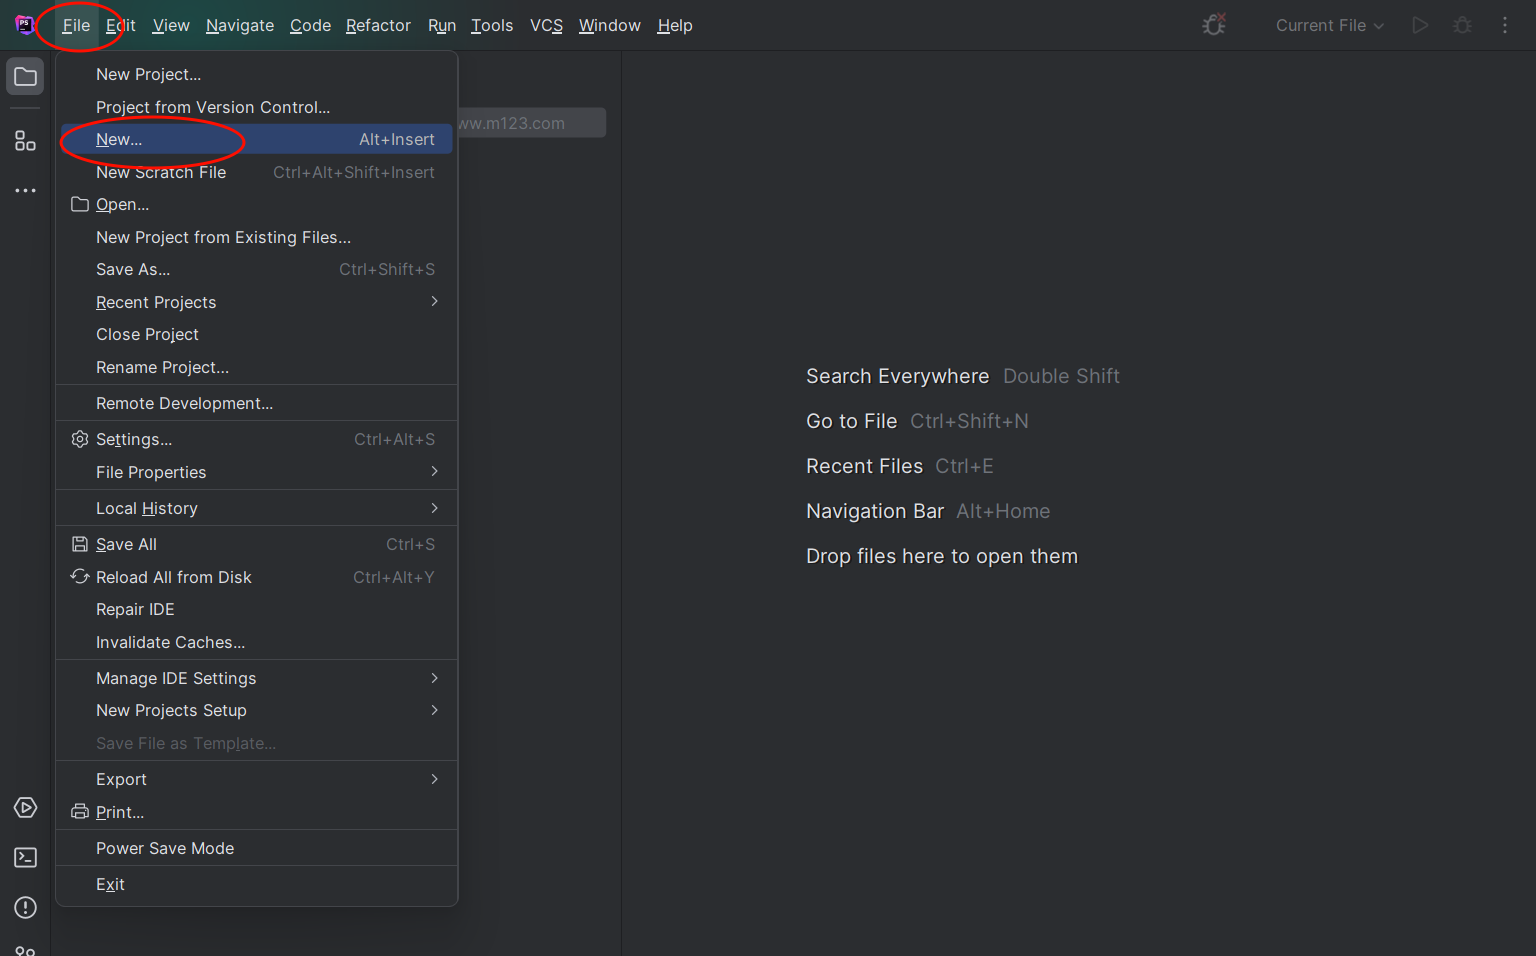 PS File Edit View Navigate Code Refactor Run Tools VCS Window Help Current File
New Project...
Project from Version Control...
ww.m123.com
New... Alt+Insert
New Scratch File Ctrl+Alt+Shift+Insert
Open...
New Project from Existing Files...
Save As... Ctrl+Shift+S
Recent Projects
Close Project
Rename Project...
Remote Development...
Settings... Ctrl+Alt+S
File Properties
Local History
Save All Ctrl+S
Reload All from Disk Ctrl+Alt+Y
Repair IDE
Invalidate Caches...
Manage IDE Settings
New Projects Setup
Save File as Template...
Export
Print...
Power Save Mode
Exit
Search Everywhere Double Shift
Go to File Ctrl+Shift+N
Recent Files Ctrl+E
Navigation Bar Alt+Home
Drop files here to open them